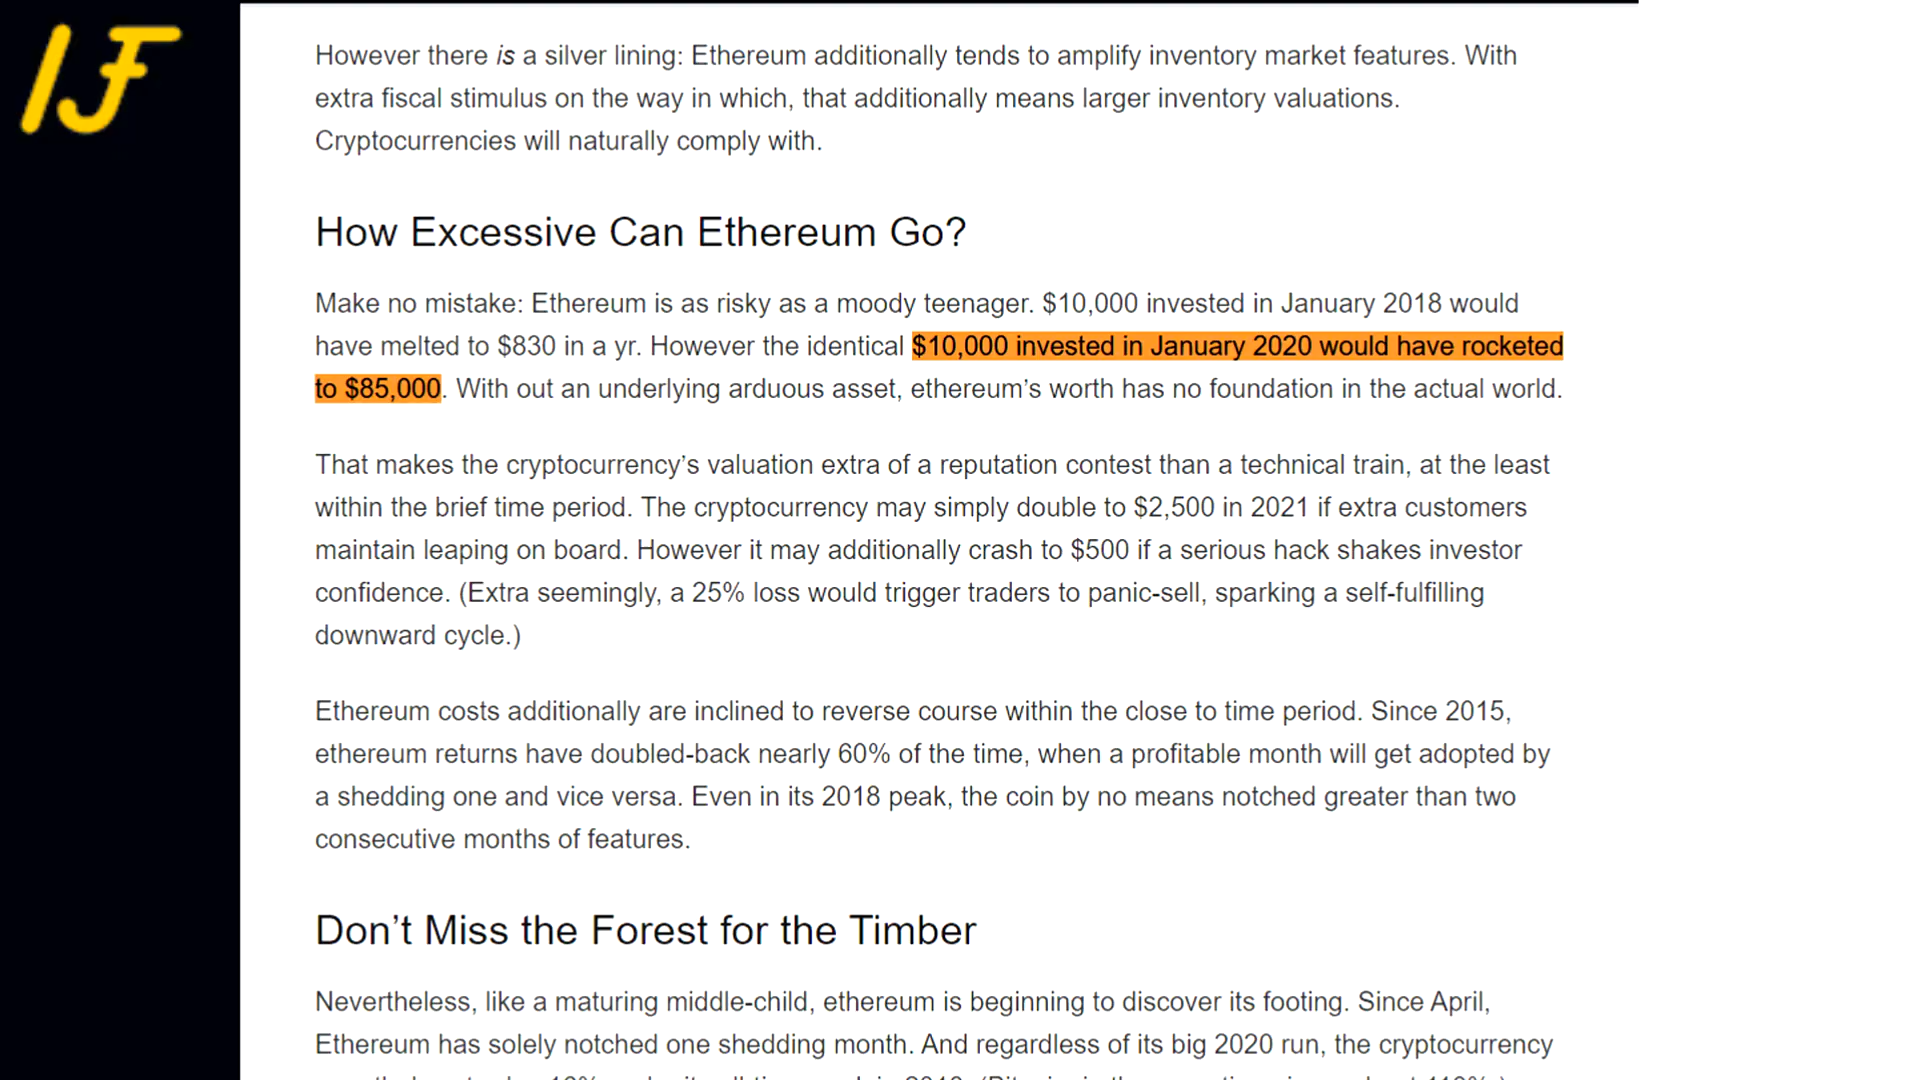 IF
However there is a silver lining: Ethereum additionally tends to amplify inventory market features. With
extra fiscal stimulus on the way in which, that additionally means larger inventory valuations.
Cryptocurrencies will naturally comply with.
How Excessive Can Ethereum Go?
Make no mistake: Ethereum is as risky as a moody teenager. $10,000 invested in January 2018 would
have melted to $830 in a yr. However the identical $10,000 invested in January 2020 would have rocketed
to $85,000. With out an underlying arduous asset, ethereum’s worth has no foundation in the actual world.
That makes the cryptocurrency’s valuation extra of a reputation contest than a technical train, at the least
within the brief time period. The cryptocurrency may simply double to $2,500 in 2021 if extra customers
maintain leaping on board. However it may additionally crash to $500 if a serious hack shakes investor
confidence. (Extra seemingly, a 25% loss would trigger traders to panic-sell, sparking a self-fulfilling
downward cycle.)
Ethereum costs additionally are inclined to reverse course within the close to time period. Since 2015,
ethereum returns have doubled-back nearly 60% of the time, when a profitable month will get adopted by
a shedding one and vice versa. Even in its 2018 peak, the coin by no means notched greater than two
consecutive months of features.
Don’t Miss the Forest for the Timber
Nevertheless, like a maturing middle-child, ethereum is beginning to discover its footing. Since April,
Ethereum has solely notched one shedding month. And regardless of its big 2020 run, the cryptocurrency